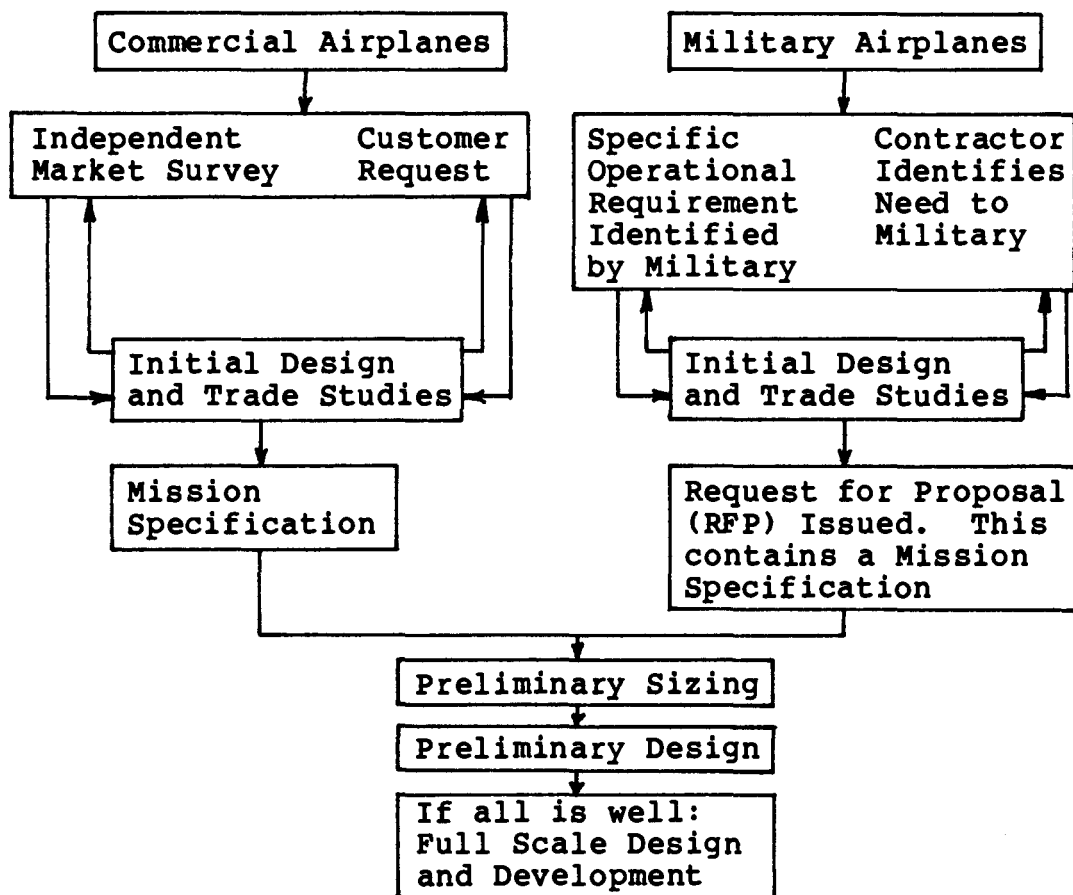 Commercial Airplanes
Military Airplanes
Independent
Market Survey
Customer
Request
Specific
Operational
Requirement
Identified
by Military
Contractor
Identifies
Need to
Military
Initial Design
and Trade Studies
Initial Design
and Trade Studies
Mission
Specification
Request for Proposal
(RFP) Issued. This
contains a Mission
Specification
Preliminary Sizing
Preliminary Design
If all is well:
Full Scale Design
and Development